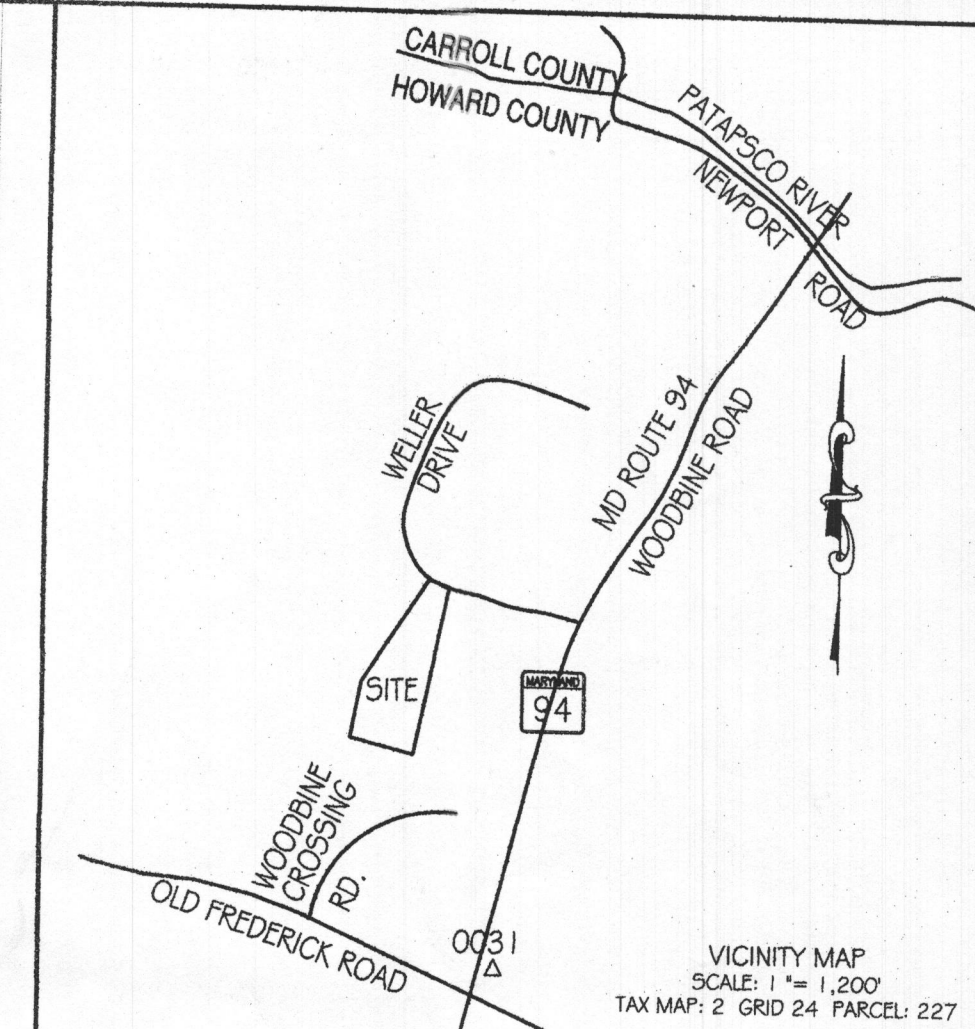 CARROLL COUNTY
HOWARD COUNTY
PATAPSCO RIVER
NEWPORT ROAD
WELLER
DRIVE
MD ROUTE 94
WOODBINE ROAD
SITE
MARYLAND
94
WOODBINE
CROSSING
RD.
OLD FREDERICK ROAD
0031
VICINITY MAP
SCALE: 1 "= 1,200'
TAX MAP: 2 GRID 24 PARCEL: 227